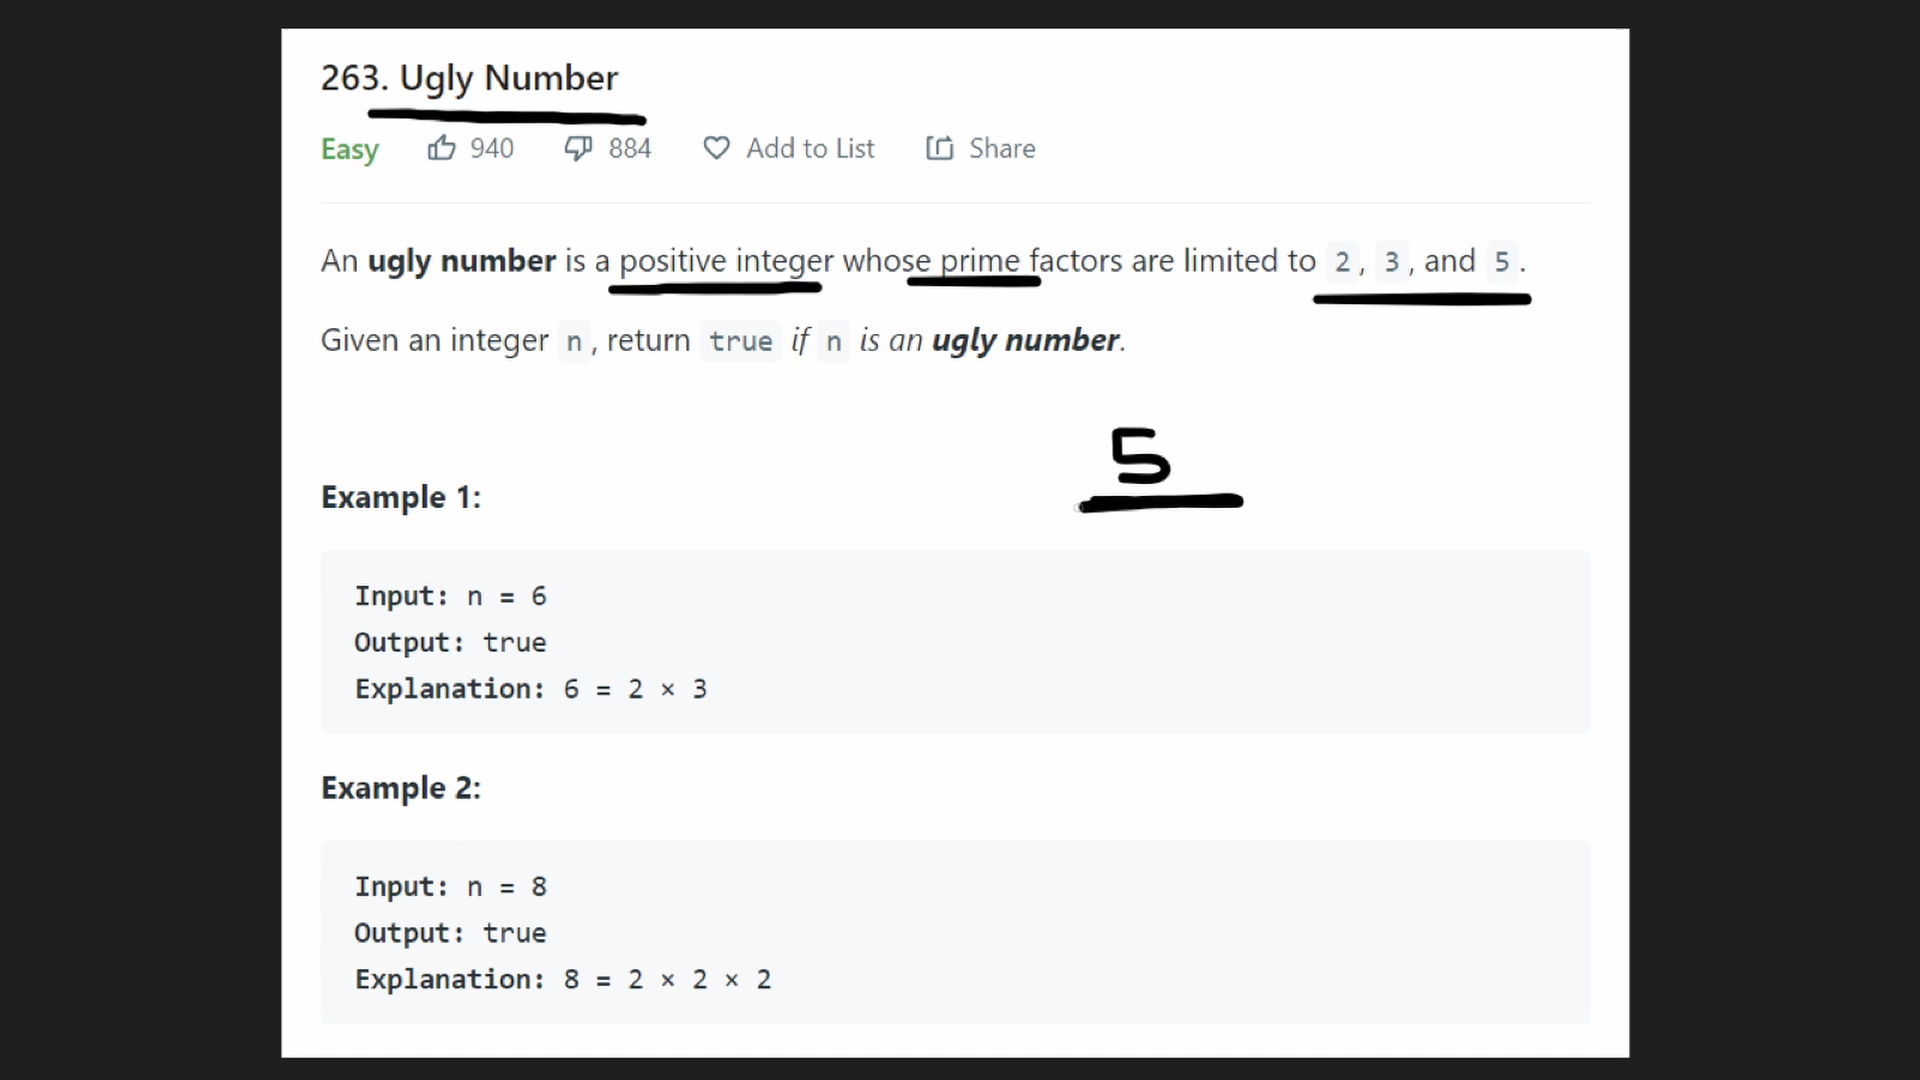 263. Ugly Number
Easy 940 884 Add to List Share
An ugly number is a positive integer whose prime factors are limited to 2, 3, and 5.
Given an integer n, return true if n is an ugly number.
5
Example 1:
Input: n = 6
Output: true
Explanation: 6 = 2 × 3
Example 2:
Input: n = 8
Output: true
Explanation: 8 = 2 × 2 × 2